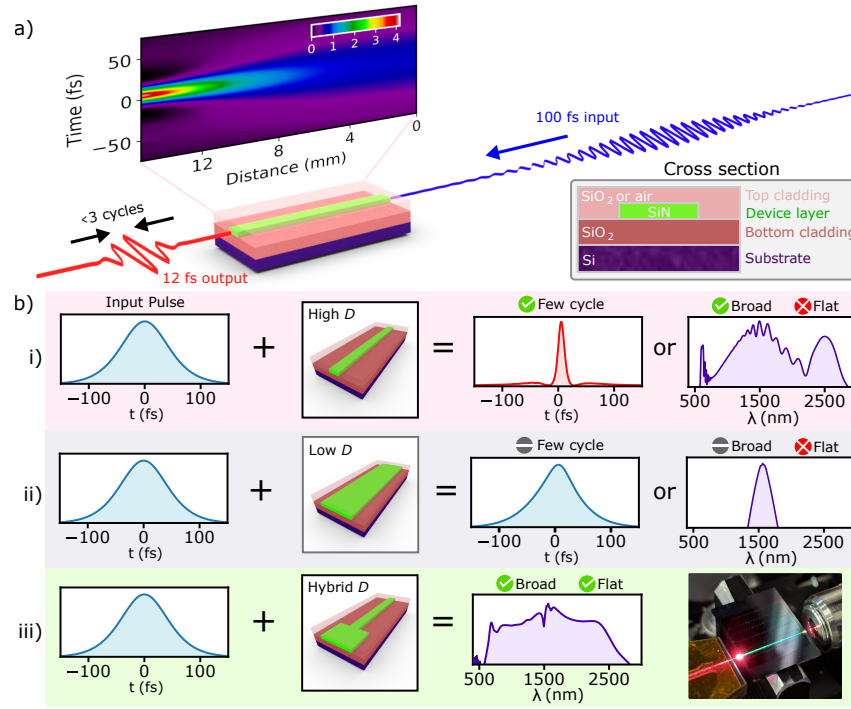 a)
0 1 2 3 4
50
0
−50
Time (fs)
12
8
4
0
Distance (mm)
100 fs input
<3 cycles
12 fs output
Cross section
SiO2 or air
Top cladding
SiN
Device layer
SiO2
Bottom cladding
Si
Substrate
b)
i)
Input Pulse
−100 0 100
t (fs)
+
High D
=
Few cycle
−100 0 100
t (fs)
or
Broad Flat
500 1500 2500
λ (nm)
ii)
−100 0 100
t (fs)
+
Low D
=
Few cycle
−100 0 100
t (fs)
or
Broad Flat
500 1500 2500
λ (nm)
iii)
−100 0 100
t (fs)
+
Hybrid D
=
Broad Flat
500 1500 2500
λ (nm)